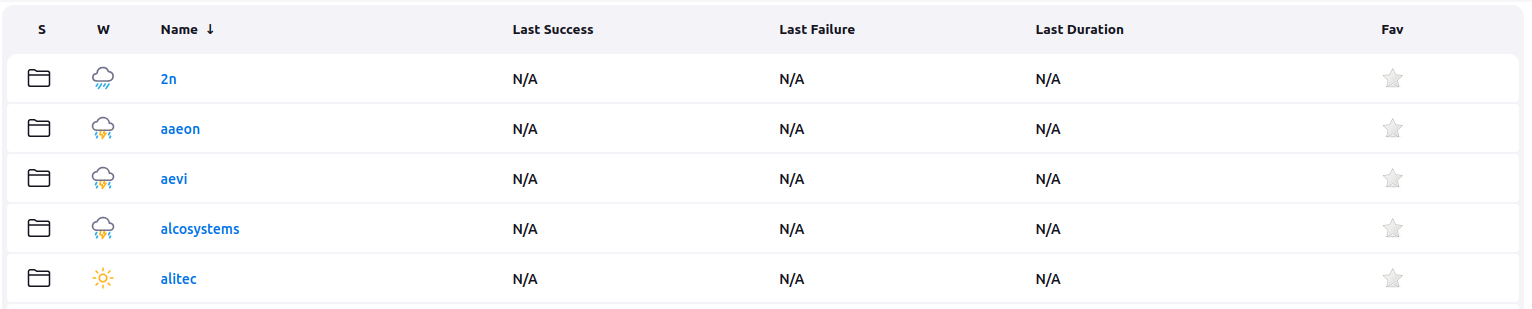 S W Name ↓ Last Success Last Failure Last Duration Fav
2n N/A N/A N/A
aaeon N/A N/A N/A
aevi N/A N/A N/A
alcosystems N/A N/A N/A
alitec N/A N/A N/A